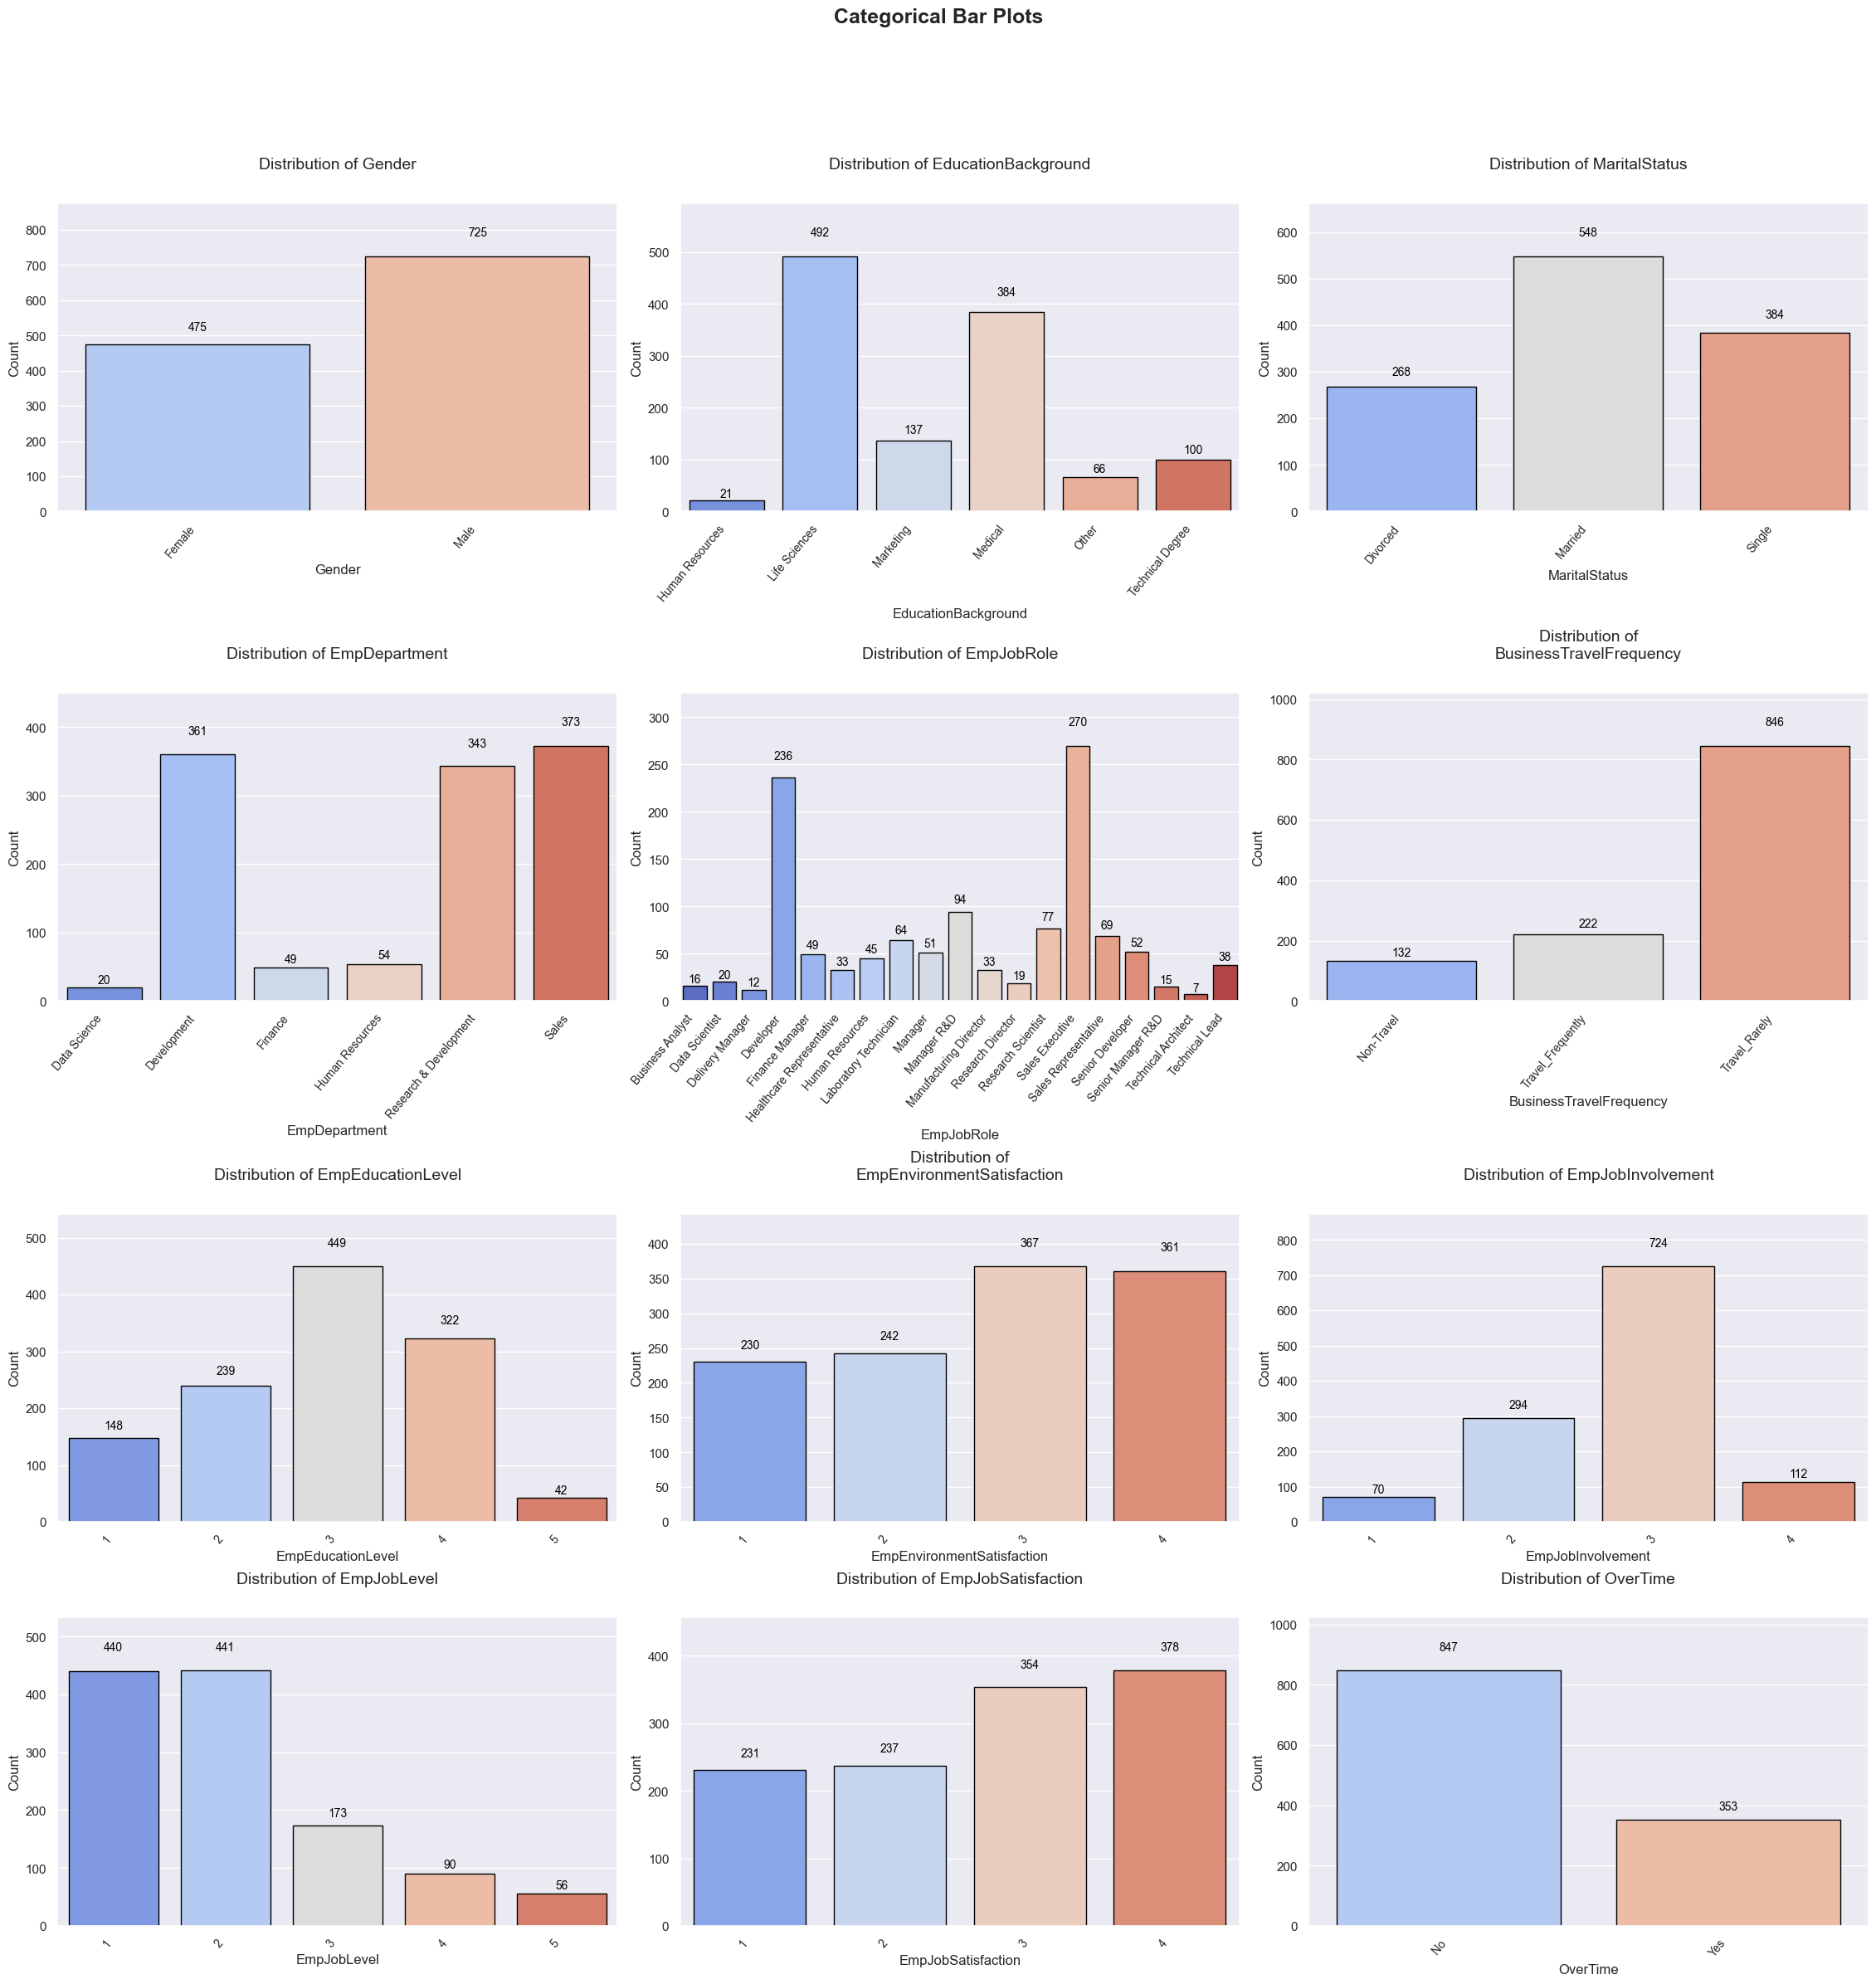 Categorical Bar Plots
Distribution of Gender
800
700
600
500
400
300
200
100
0
Count
475
725
Female
Male
Gender
Distribution of EducationBackground
500
400
300
200
100
0
Count
21
492
137
384
66
100
Human Resources
Life Sciences
Marketing
Medical
Other
Technical Degree
EducationBackground
Distribution of MaritalStatus
600
500
400
300
200
100
0
Count
268
548
384
Divorced
Married
Single
MaritalStatus
Distribution of EmpDepartment
400
300
200
100
0
Count
20
361
49
54
343
373
Data Science
Development
Finance
Human Resources
Research & Development
Sales
EmpDepartment
Distribution of EmpJobRole
300
250
200
150
100
50
0
Count
16
20
12
236
49
33
45
64
51
94
33
19
77
270
69
52
15
7
38
Business Analyst
Data Scientist
Delivery Manager
Developer
Finance Manager
Healthcare Representative
Human Resources
Laboratory Technician
Manager
Manager R&D
Manufacturing Director
Research Director
Research Scientist
Sales Executive
Sales Representative
Senior Developer
Senior Manager R&D
Technical Architect
Technical Lead
EmpJobRole
Distribution of
BusinessTravelFrequency
1000
800
600
400
200
0
Count
132
222
846
Non-Travel
Travel_Frequently
Travel_Rarely
BusinessTravelFrequency
Distribution of EmpEducationLevel
500
400
300
200
100
0
Count
148
239
449
322
42
1
2
3
4
5
EmpEducationLevel
Distribution of
EmpEnvironmentSatisfaction
400
350
300
250
200
150
100
50
0
Count
230
242
367
361
1
2
3
4
EmpEnvironmentSatisfaction
Distribution of EmpJobInvolvement
800
700
600
500
400
300
200
100
0
Count
70
294
724
112
1
2
3
4
EmpJobInvolvement
Distribution of EmpJobLevel
500
400
300
200
100
0
Count
440
441
173
90
56
1
2
3
4
5
EmpJobLevel
Distribution of EmpJobSatisfaction
400
300
200
100
0
Count
231
237
354
378
1
2
3
4
EmpJobSatisfaction
Distribution of OverTime
1000
800
600
400
200
0
Count
847
353
No
Yes
OverTime